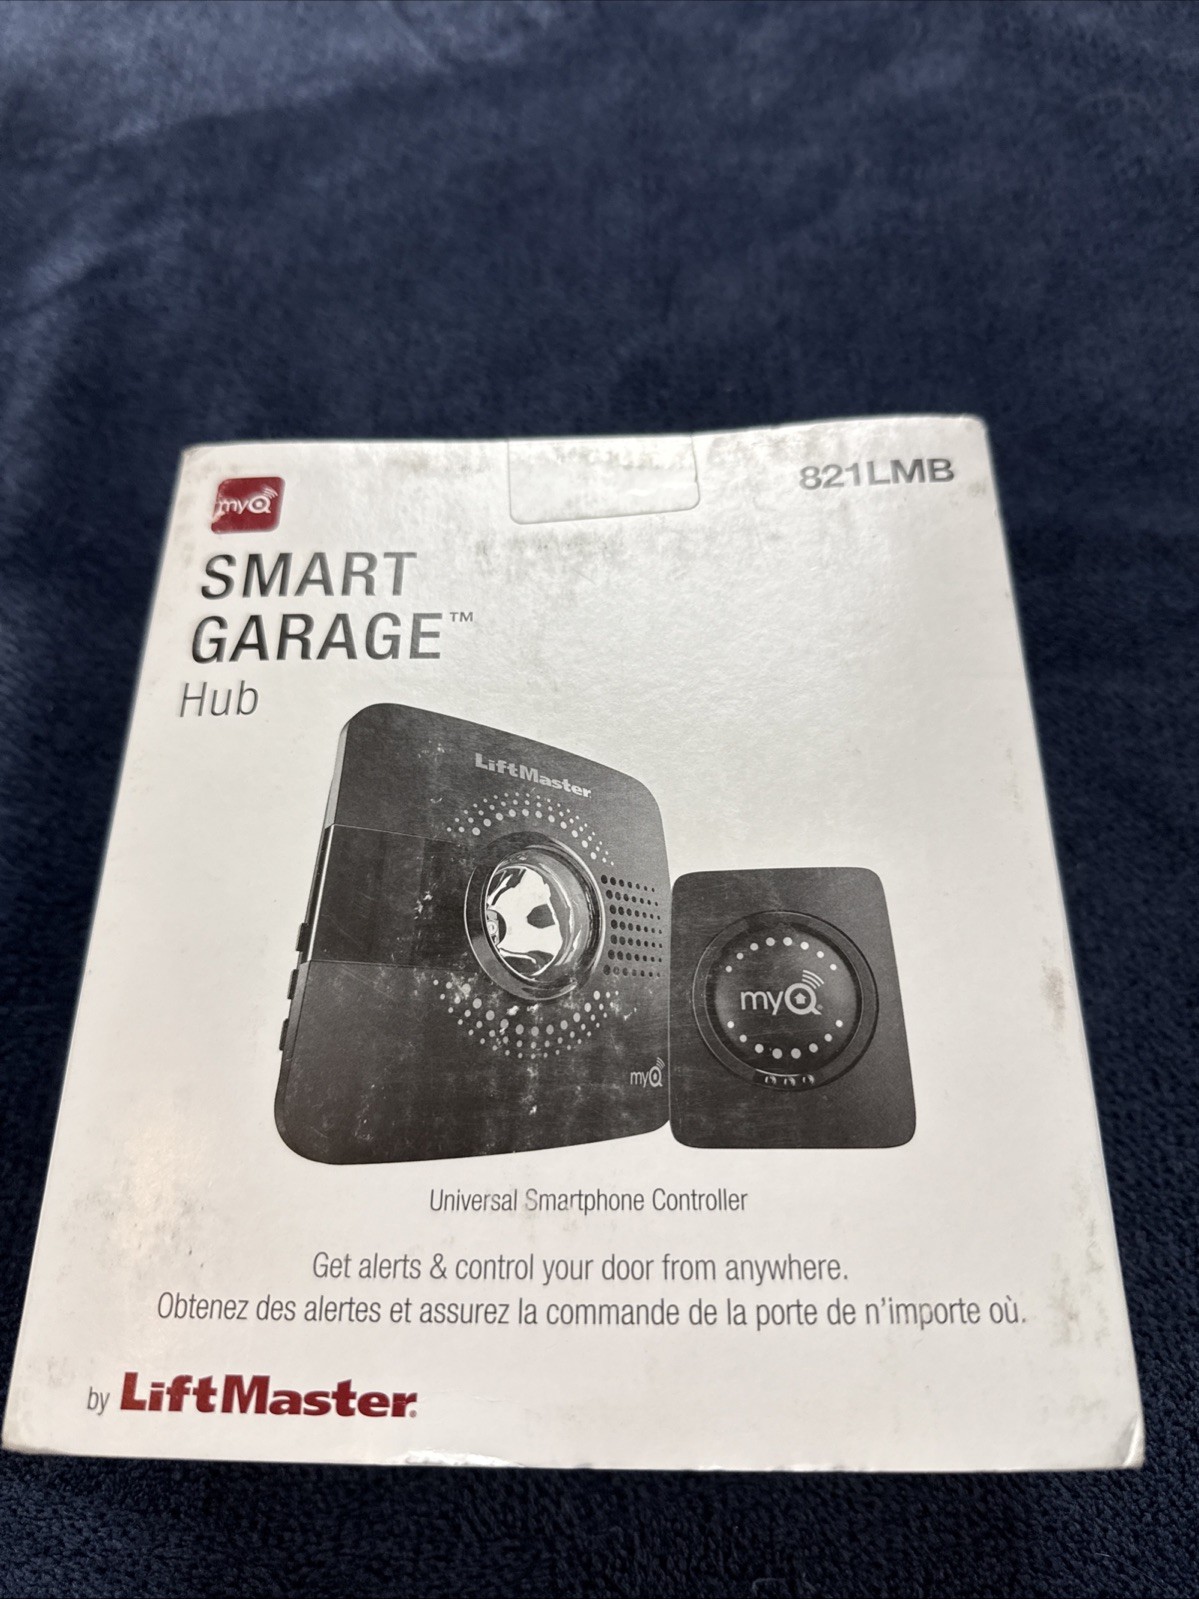 myQ
821LMB
SMART
GARAGE™
Hub
LiftMaster
myQ
myQ
Universal Smartphone Controller
Get alerts & control your door from anywhere.
Obtenez des alertes et assurez la commande de la porte de n'importe où.
by LiftMaster®